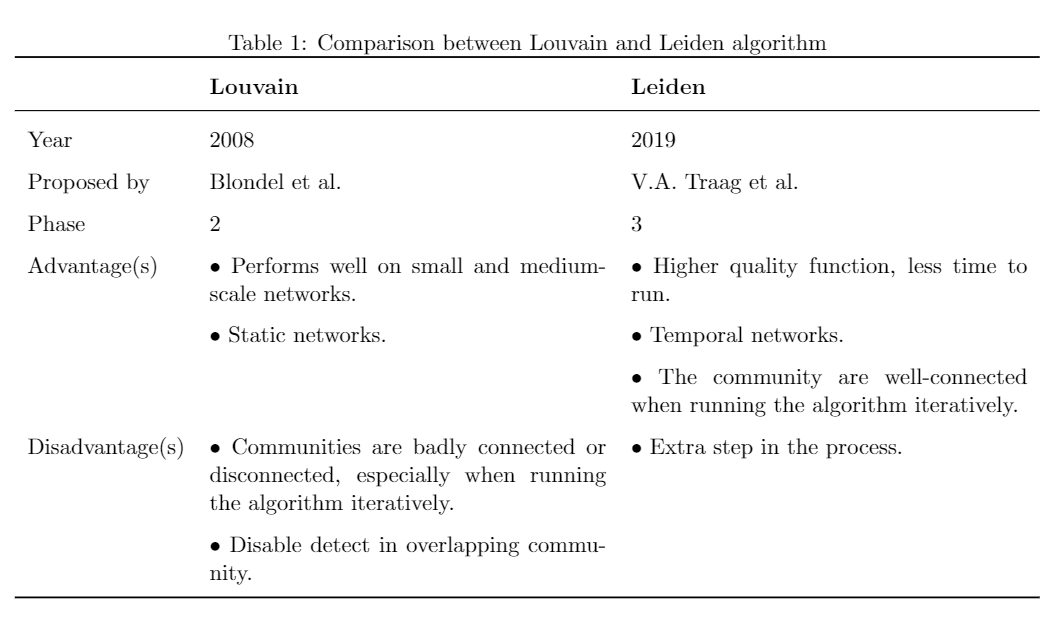 Table 1: Comparison between Louvain and Leiden algorithm
Louvain Leiden
Year 2008 2019
Proposed by Blondel et al. V.A. Traag et al.
Phase 2 3
Advantage(s) • Performs well on small and medium- • Higher quality function, less time to
scale networks. run.
• Static networks. • Temporal networks.
• The community are well-connected
when running the algorithm iteratively.
Disadvantage(s) • Communities are badly connected or • Extra step in the process.
disconnected, especially when running
the algorithm iteratively.
• Disable detect in overlapping commu-
nity.